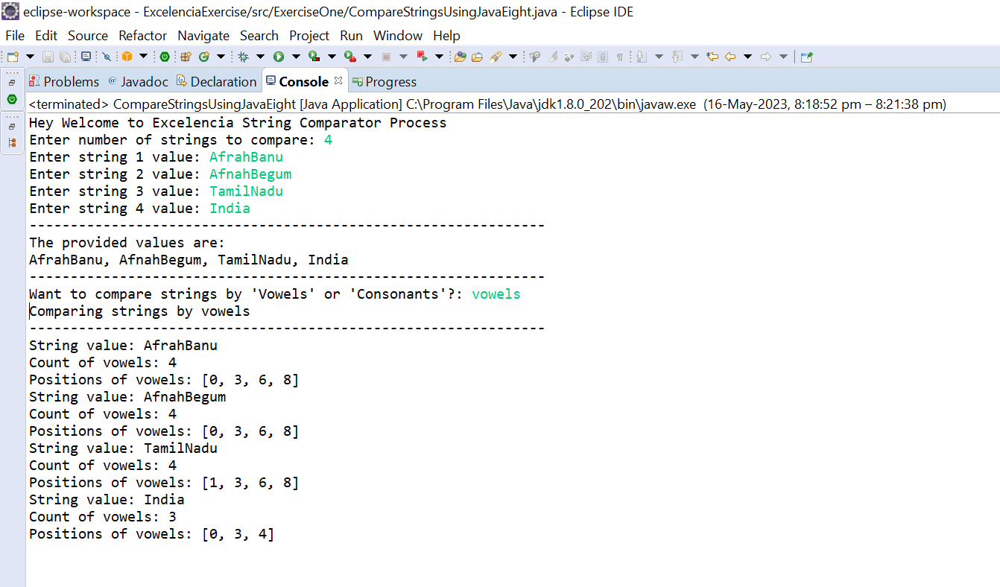 eclipse-workspace - ExcelenciaExercise/src/ExerciseOne/CompareStringsUsingJavaEight.java - Eclipse IDE
File Edit Source Refactor Navigate Search Project Run Window Help
Problems @ Javadoc Declaration Console Progress
<terminated> CompareStringsUsingJavaEight [Java Application] C:\Program Files\Java\jdk1.8.0_202\bin\javaw.exe (16-May-2023, 8:18:52 pm – 8:21:38 pm)
Hey Welcome to Excelencia String Comparator Process
Enter number of strings to compare: 4
Enter string 1 value: AfrahBanu
Enter string 2 value: AfnahBegum
Enter string 3 value: TamilNadu
Enter string 4 value: India
---------------------------------------------------------------
The provided values are:
AfrahBanu, AfnahBegum, TamilNadu, India
---------------------------------------------------------------
Want to compare strings by 'Vowels' or 'Consonants'?: vowels
Comparing strings by vowels
---------------------------------------------------------------
String value: AfrahBanu
Count of vowels: 4
Positions of vowels: [0, 3, 6, 8]
String value: AfnahBegum
Count of vowels: 4
Positions of vowels: [0, 3, 6, 8]
String value: TamilNadu
Count of vowels: 4
Positions of vowels: [1, 3, 6, 8]
String value: India
Count of vowels: 3
Positions of vowels: [0, 3, 4]